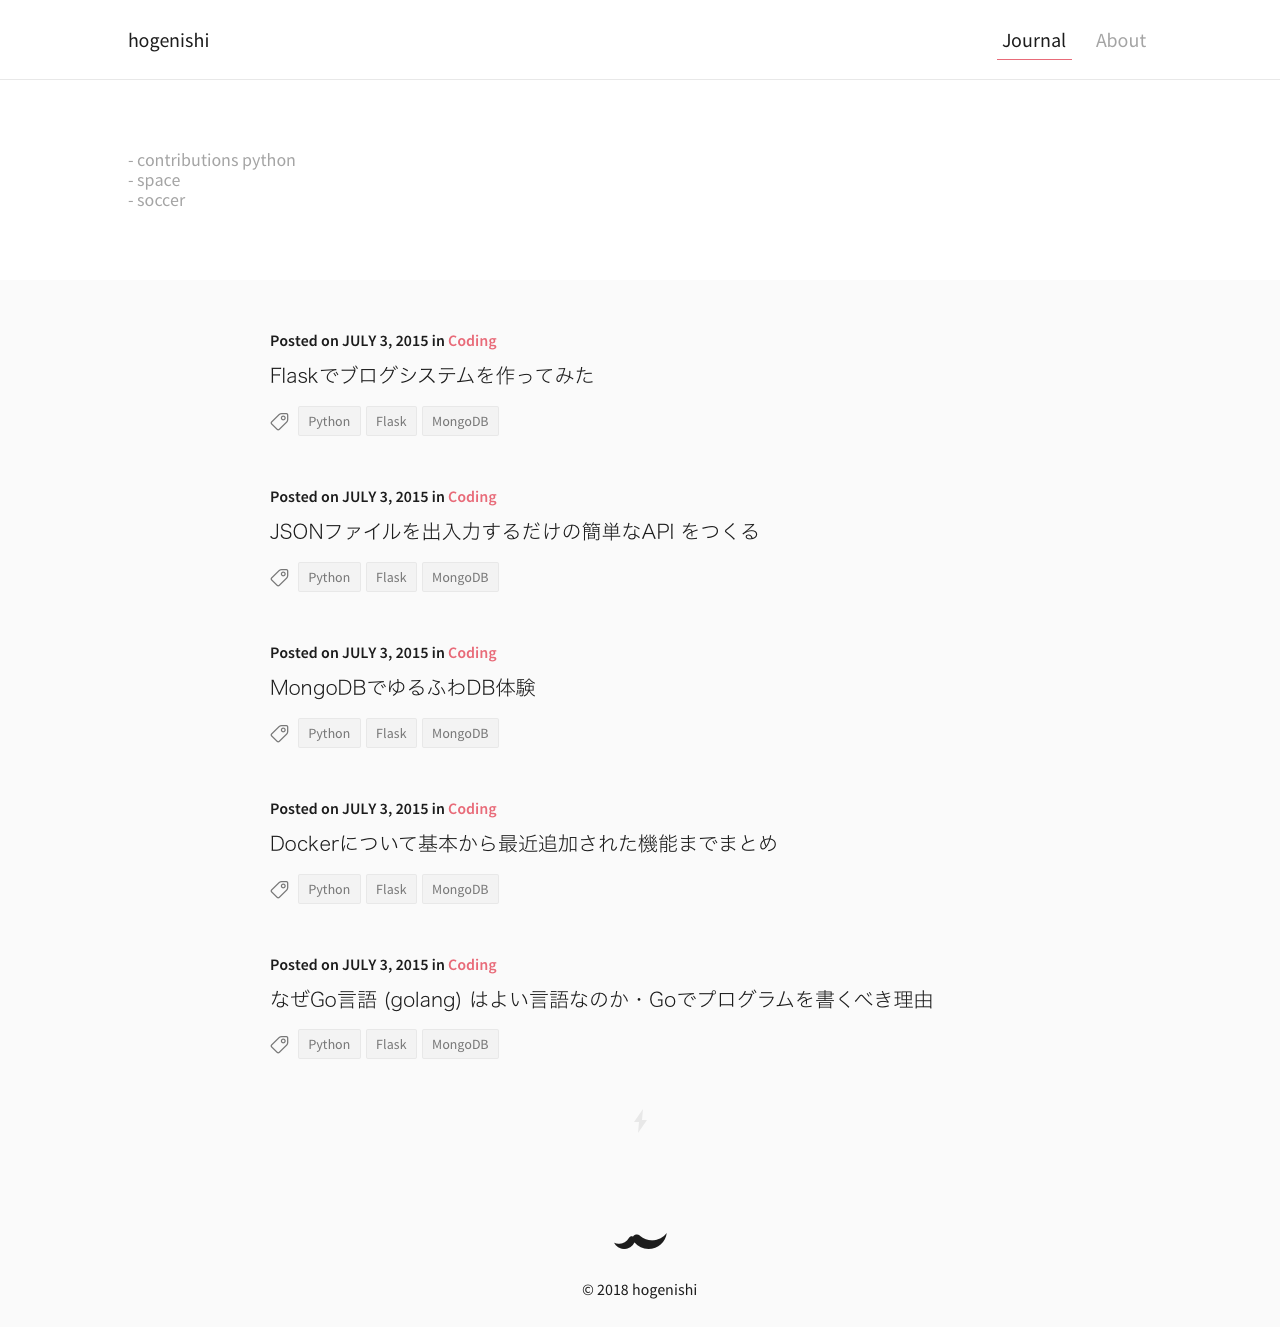 hogenishi
Journal About
- contributions python
- space
- soccer
Posted on JULY 3, 2015 in Coding
Flaskでブログシステムを作ってみた
Python Flask MongoDB
Posted on JULY 3, 2015 in Coding
JSONファイルを出入力するだけの簡単なAPI をつくる
Python Flask MongoDB
Posted on JULY 3, 2015 in Coding
MongoDBでゆるふわDB体験
Python Flask MongoDB
Posted on JULY 3, 2015 in Coding
Dockerについて基本から最近追加された機能までまとめ
Python Flask MongoDB
Posted on JULY 3, 2015 in Coding
なぜGo言語 (golang) はよい言語なのか・Goでプログラムを書くべき理由
Python Flask MongoDB
© 2018 hogenishi